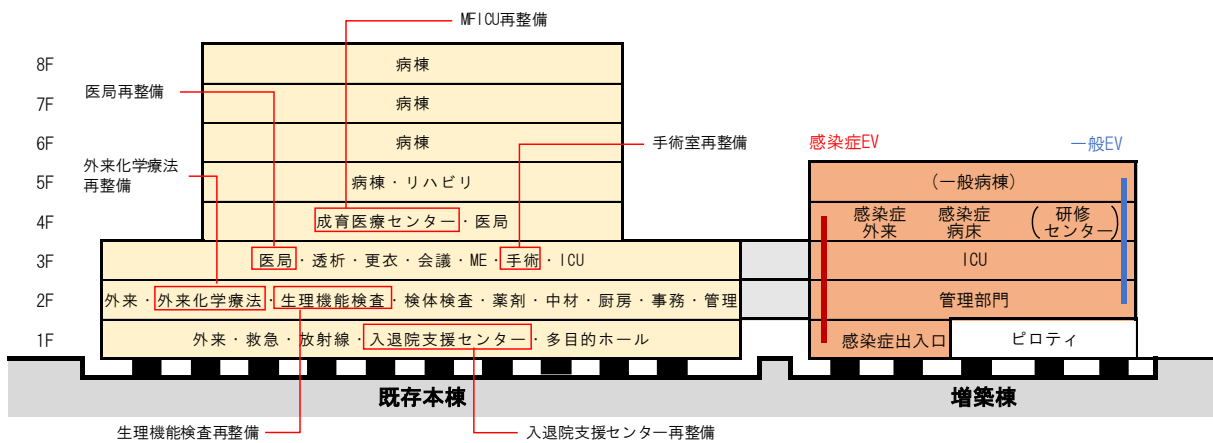 MFICU再整備
8F
病棟
医局再整備
7F
病棟
6F
病棟
手術室再整備
感染症EV
一般EV
外来化学療法
再整備
5F
病棟・リハビリ
(一般病棟)
4F
成育医療センター・医局
感染症
外来
感染症
病床
(研修
センター)
3F
医局・透析・更衣・会議・ME・手術・ICU
ICU
2F
外来・外来化学療法・生理機能検査・検体検査・薬剤・中材・厨房・事務・管理
管理部門
1F
外来・救急・放射線・入退院支援センター・多目的ホール
感染症出入口
ピロティ
既存本棟
増築棟
生理機能検査再整備
入退院支援センター再整備